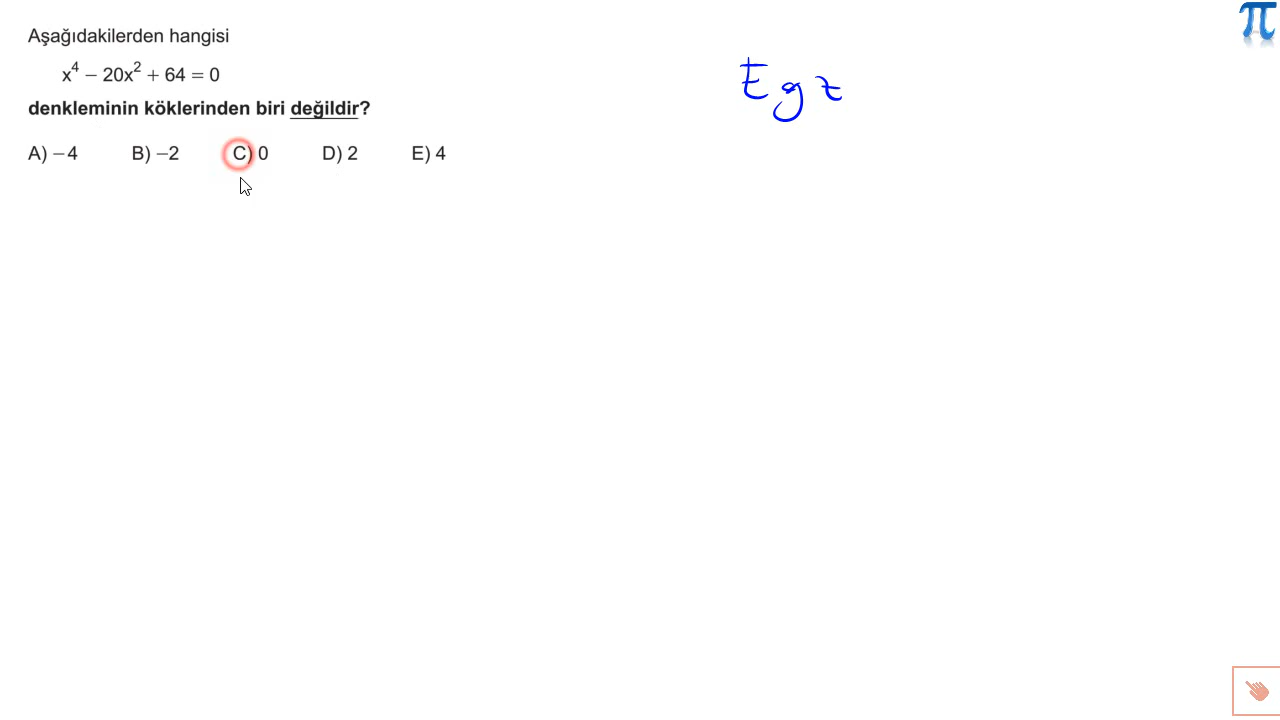 Aşağıdakilerden hangisi
x⁴ − 20x² + 64 = 0
denkleminin köklerinden biri değildir?
A) −4 B) −2 C) 0 D) 2 E) 4
Egz
π